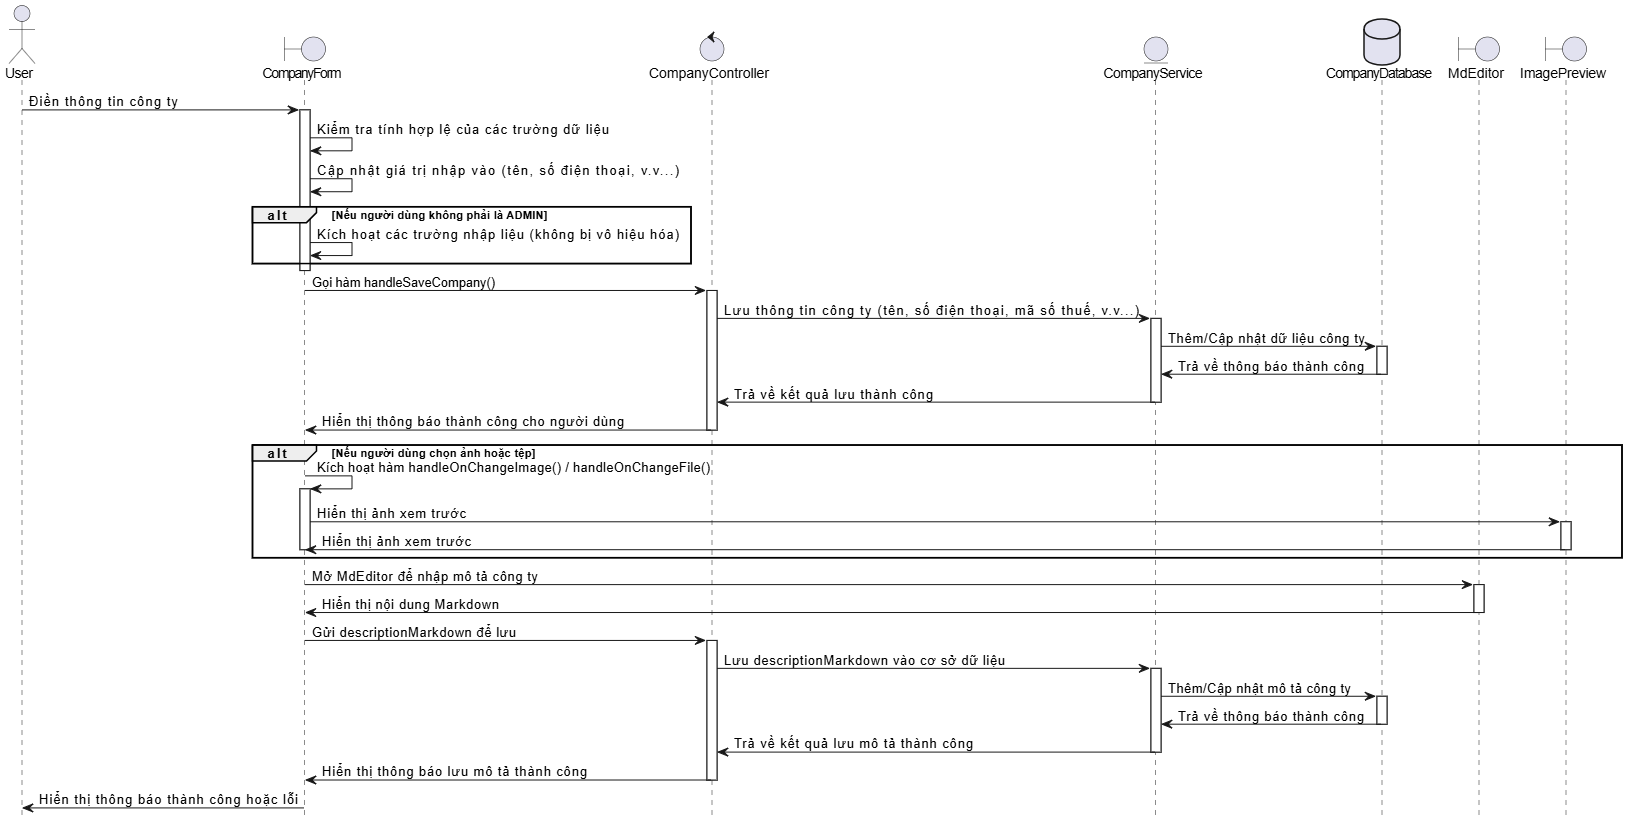 User
CompanyForm
CompanyController
CompanyService
CompanyDatabase
MdEditor
ImagePreview
Điền thông tin công ty
Kiểm tra tính hợp lệ của các trường dữ liệu
Cập nhật giá trị nhập vào (tên, số điện thoại, v.v...)
alt
[Nếu người dùng không phải là ADMIN]
Kích hoạt các trường nhập liệu (không bị vô hiệu hóa)
Gọi hàm handleSaveCompany()
Lưu thông tin công ty (tên, số điện thoại, mã số thuế, v.v...)
Thêm/Cập nhật dữ liệu công ty
Trả về thông báo thành công
Trả về kết quả lưu thành công
Hiển thị thông báo thành công cho người dùng
alt
[Nếu người dùng chọn ảnh hoặc tệp]
Kích hoạt hàm handleOnChangeImage() / handleOnChangeFile()
Hiển thị ảnh xem trước
Hiển thị ảnh xem trước
Mở MdEditor để nhập mô tả công ty
Hiển thị nội dung Markdown
Gửi descriptionMarkdown để lưu
Lưu descriptionMarkdown vào cơ sở dữ liệu
Thêm/Cập nhật mô tả công ty
Trả về thông báo thành công
Trả về kết quả lưu mô tả thành công
Hiển thị thông báo lưu mô tả thành công
Hiển thị thông báo thành công hoặc lỗi